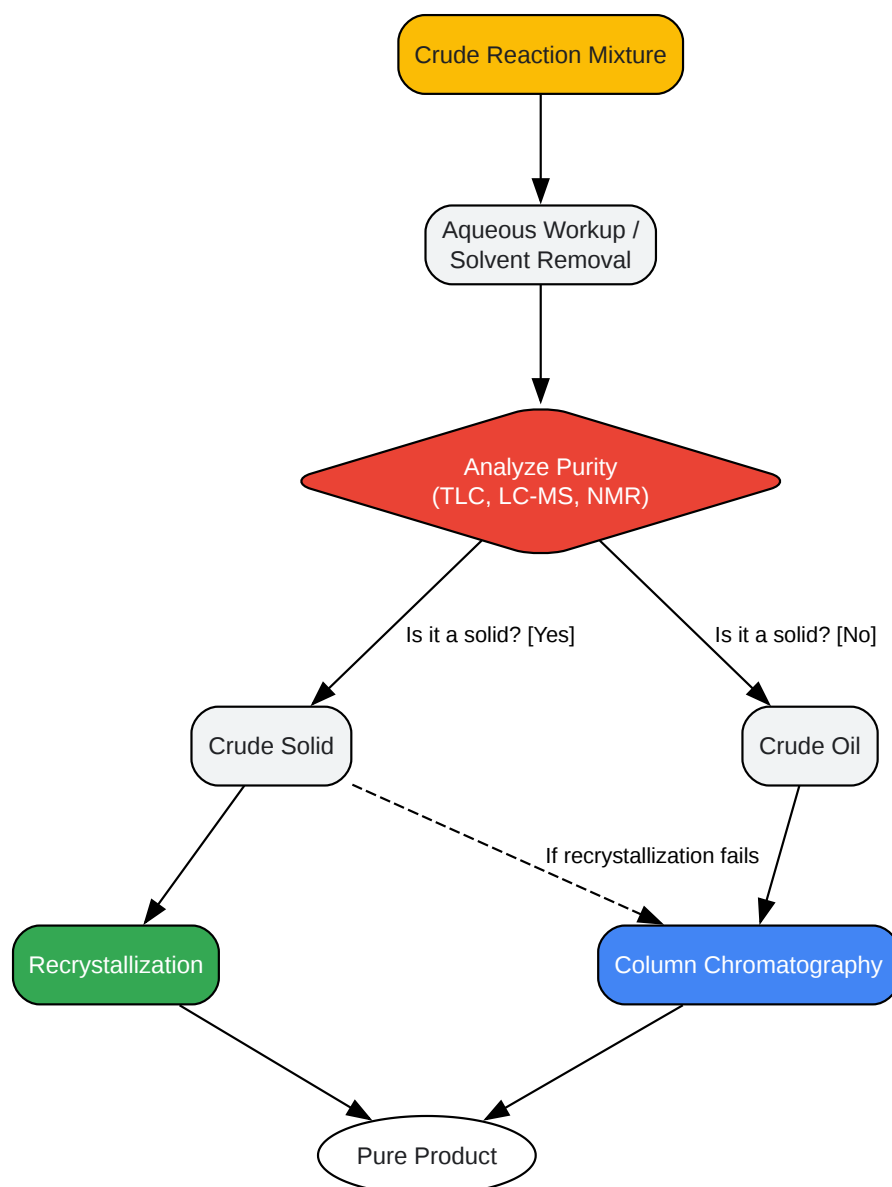 Crude Reaction Mixture
Aqueous Workup /
Solvent Removal
Analyze Purity
(TLC, LC-MS, NMR)
Is it a solid? [Yes]
Is it a solid? [No]
Crude Solid
Crude Oil
If recrystallization fails
Recrystallization
Column Chromatography
Pure Product